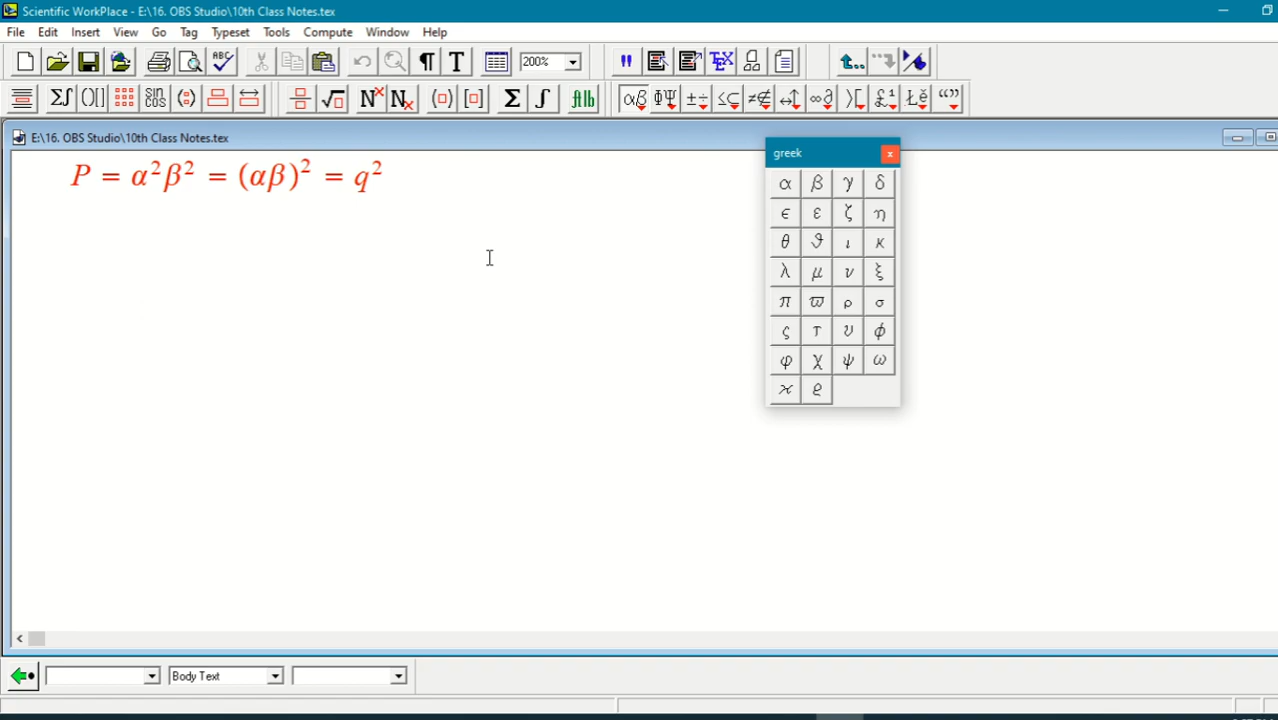 Scientific WorkPlace - E:\16. OBS Studio\10th Class Notes.tex
File Edit Insert View Go Tag Typeset Tools Compute Window Help
200%
E:\16. OBS Studio\10th Class Notes.tex
P = α²β² = (αβ)² = q²
greek x
α β γ δ
ϵ ε ζ η
θ ϑ ι κ
λ μ ν ξ
π ϖ ρ σ
ς τ υ ϕ
φ χ ψ ω
ϰ ϱ
Body Text